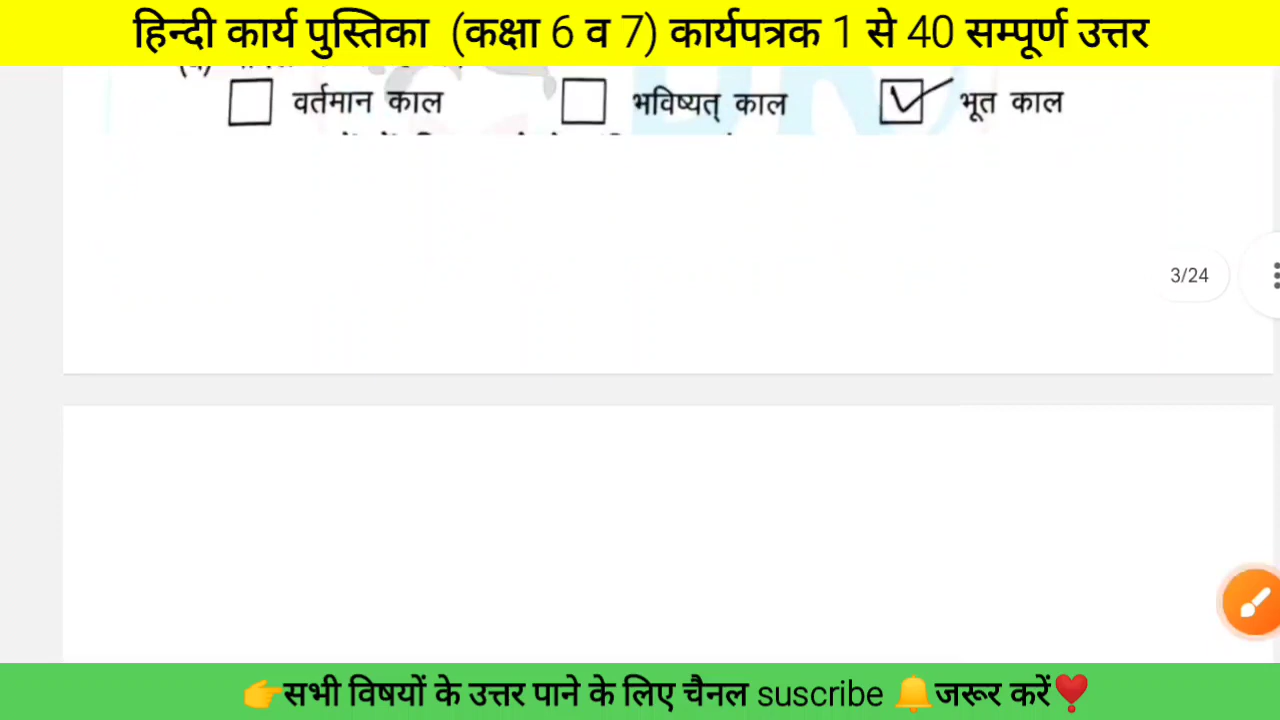 हिन्दी कार्य पुस्तिका (कक्षा 6 व 7) कार्यपत्रक 1 से 40 सम्पूर्ण उत्तर
वर्तमान काल भविष्यत् काल भूत काल
3/24
👉सभी विषयों के उत्तर पाने के लिए चैनल suscribe 🔔जरूर करें❣️